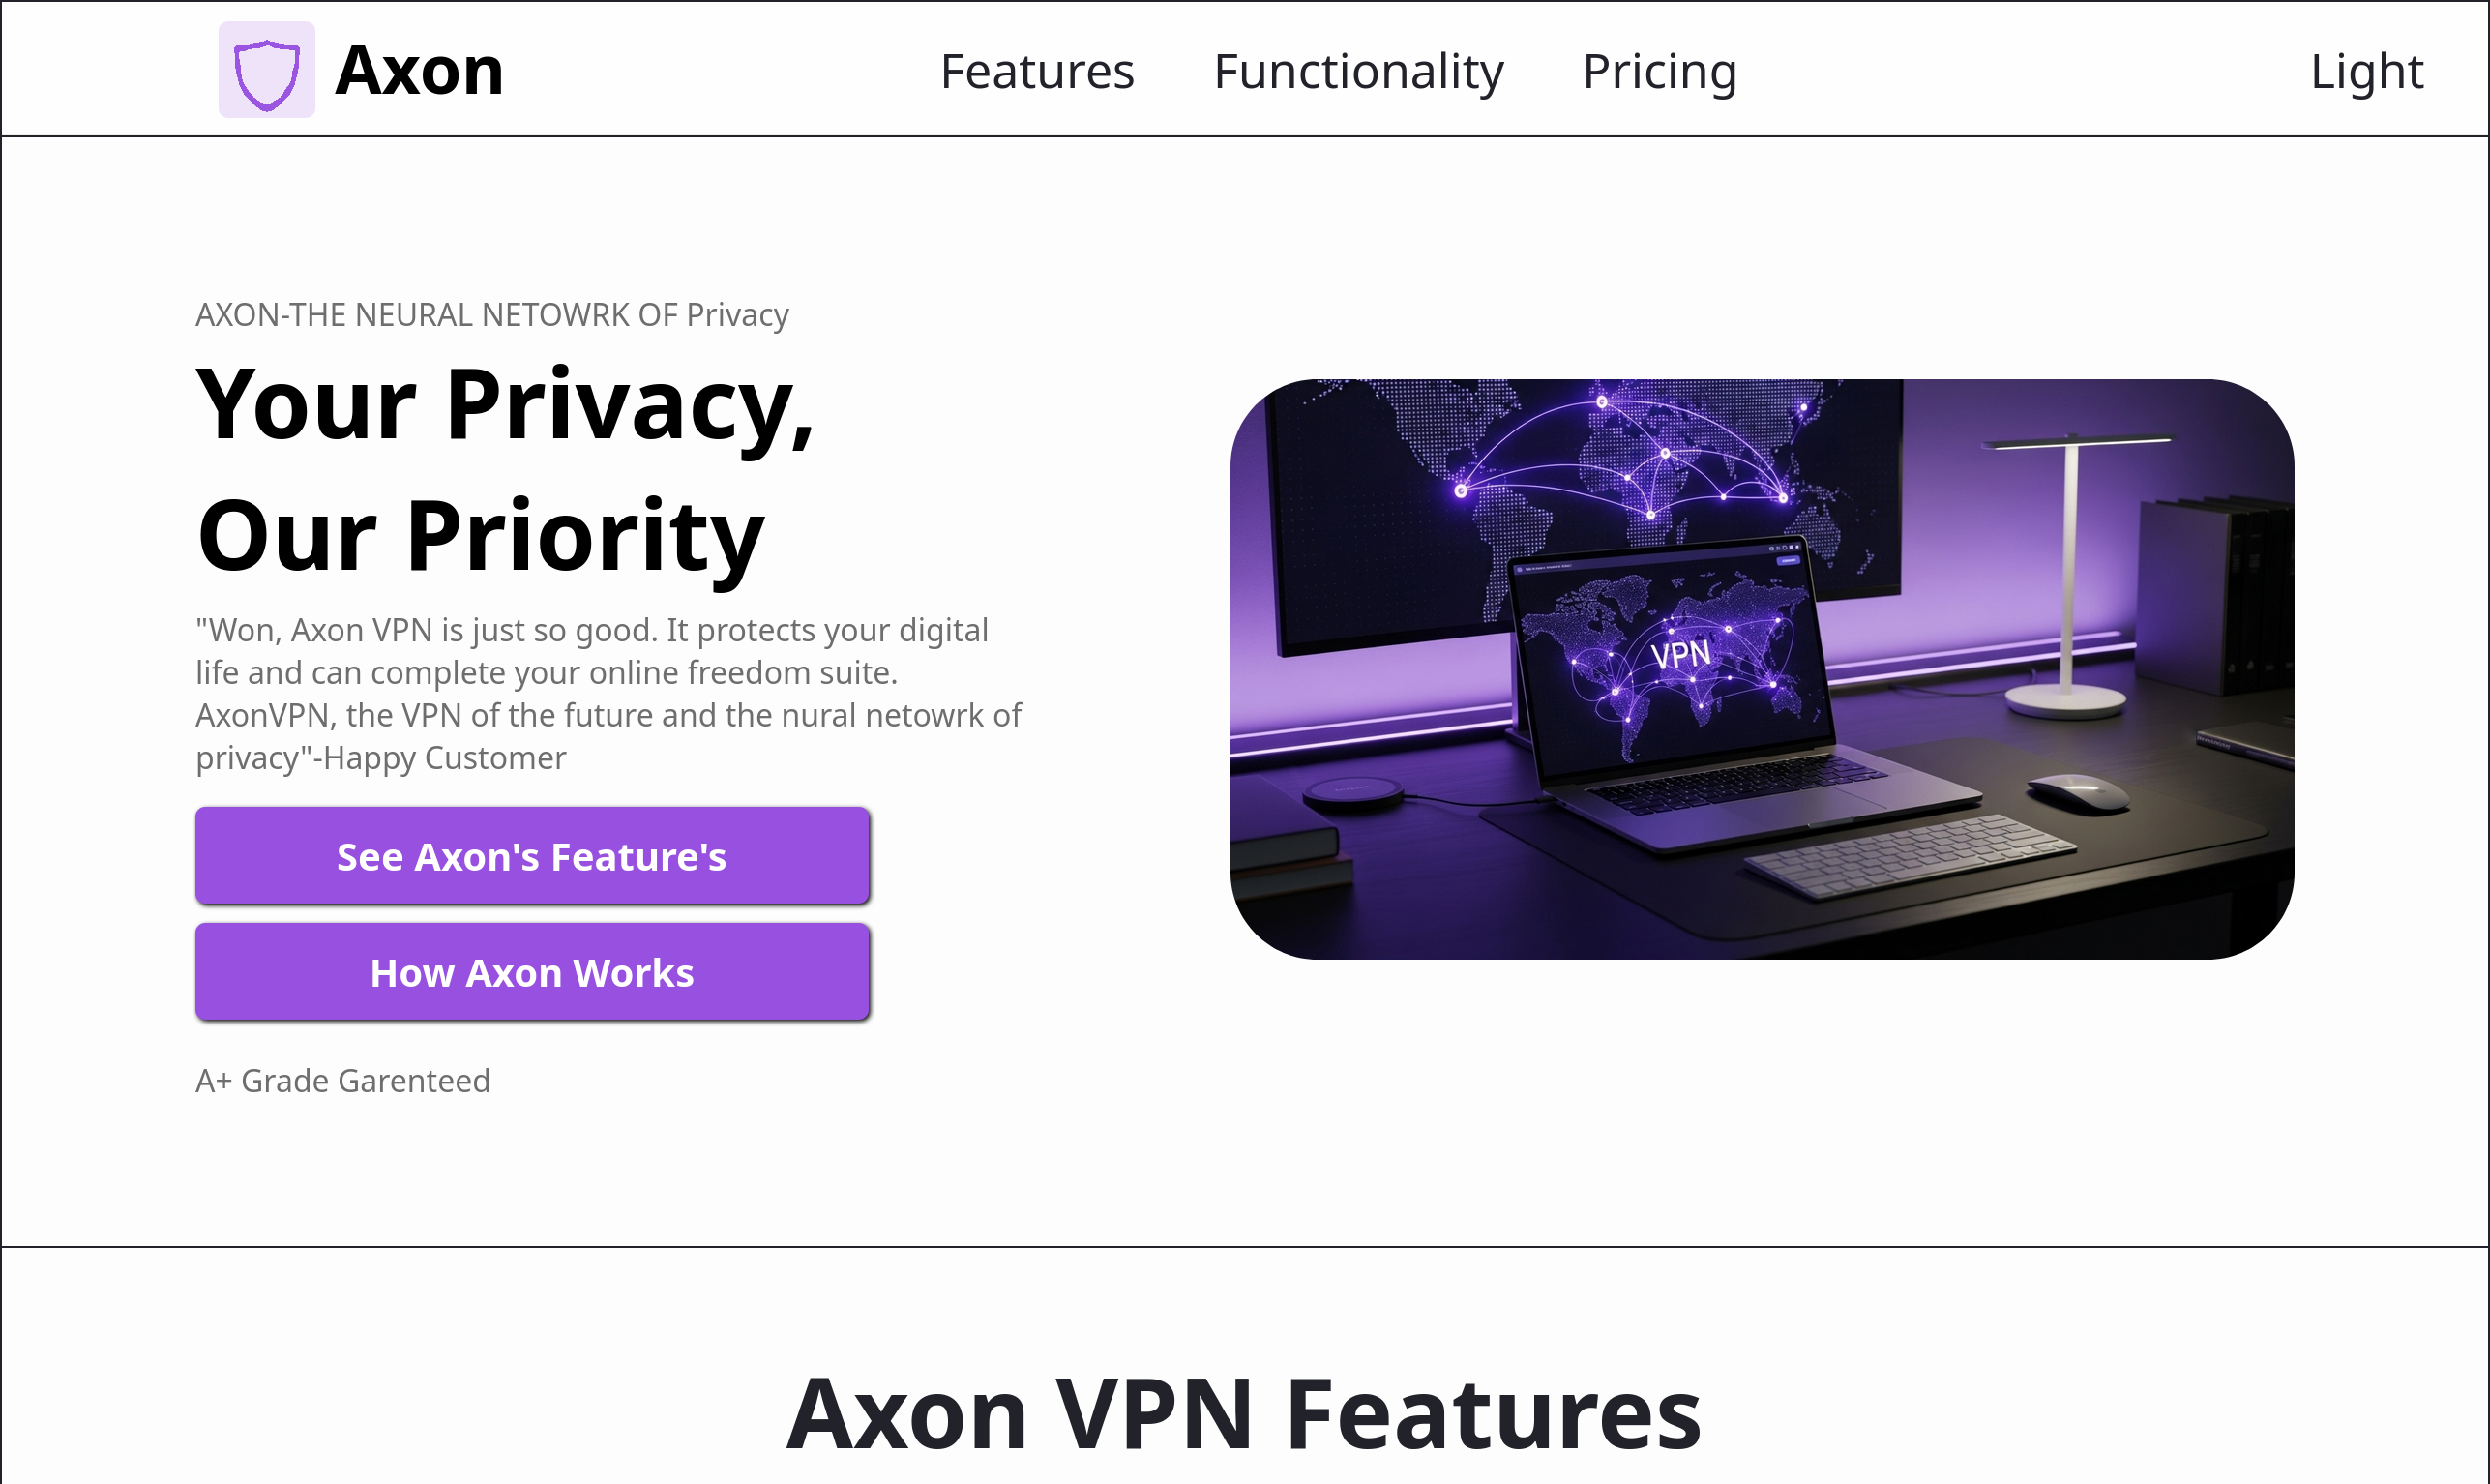 Axon
Features
Functionality
Pricing
Light
AXON-THE NEURAL NETOWRK OF Privacy
Your Privacy,
Our Priority
"Won, Axon VPN is just so good. It protects your digital
life and can complete your online freedom suite.
AxonVPN, the VPN of the future and the nural netowrk of
privacy"-Happy Customer
VPN
See Axon's Feature's
How Axon Works
A+ Grade Garenteed
Axon VPN Features